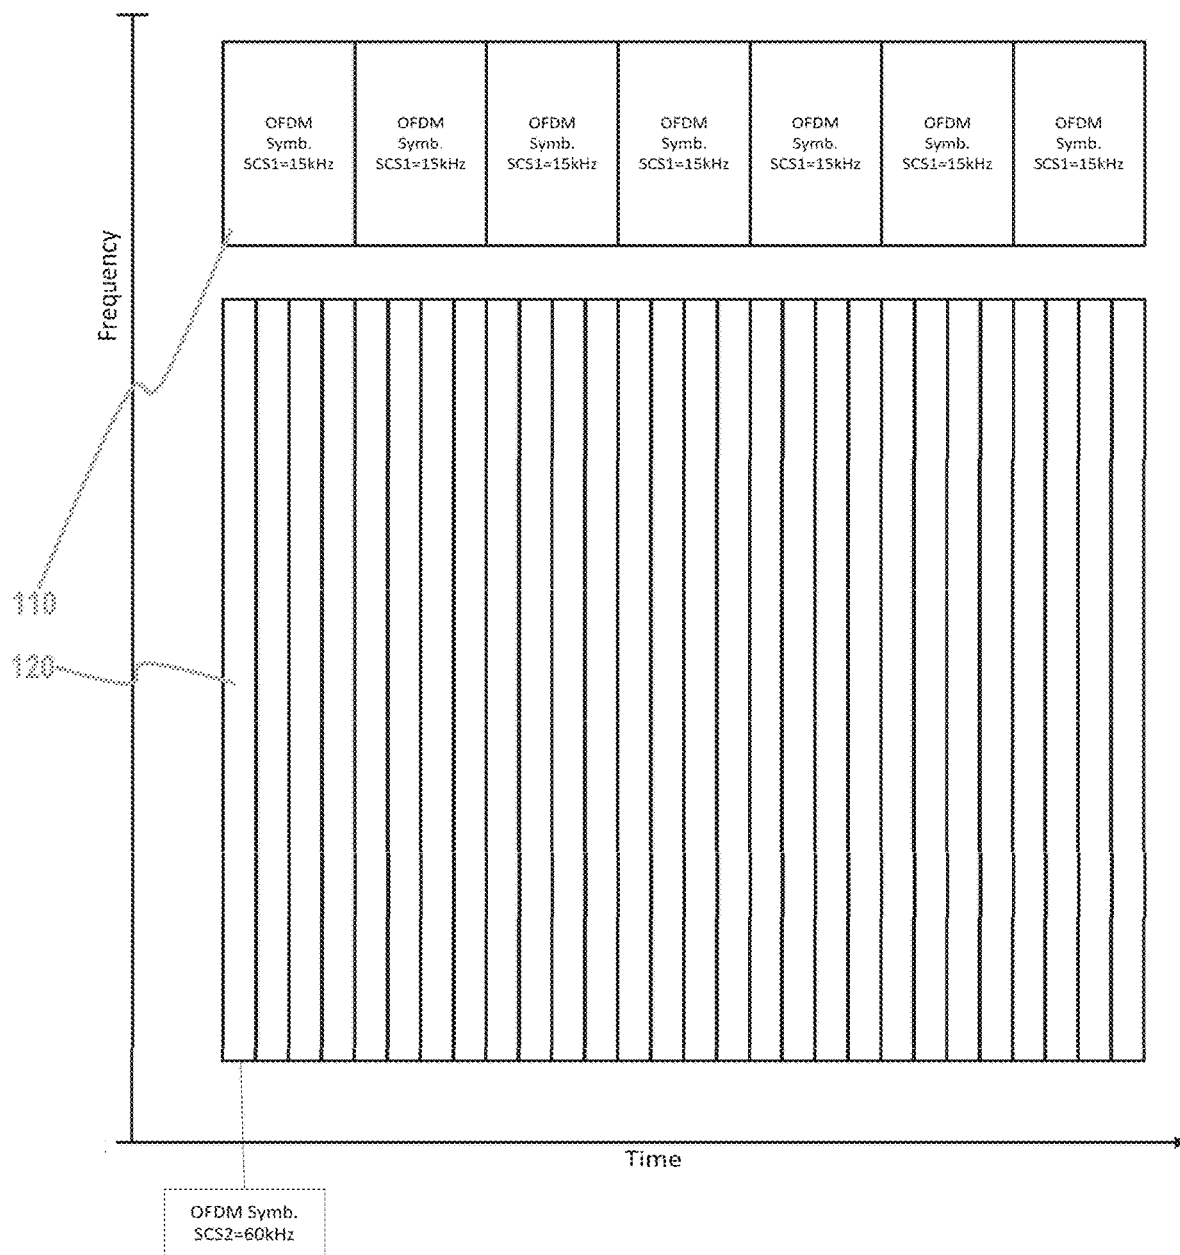 OFDM
Symb.
SCS1=15kHz
OFDM
Symb.
SCS1=15kHz
OFDM
Symb.
SCS1=15kHz
OFDM
Symb.
SCS1=15kHz
OFDM
Symb.
SCS1=15kHz
OFDM
Symb.
SCS1=15kHz
OFDM
Symb.
SCS1=15kHz
Frequency
110
120
Time
OFDM Symb.
SCS2=60kHz